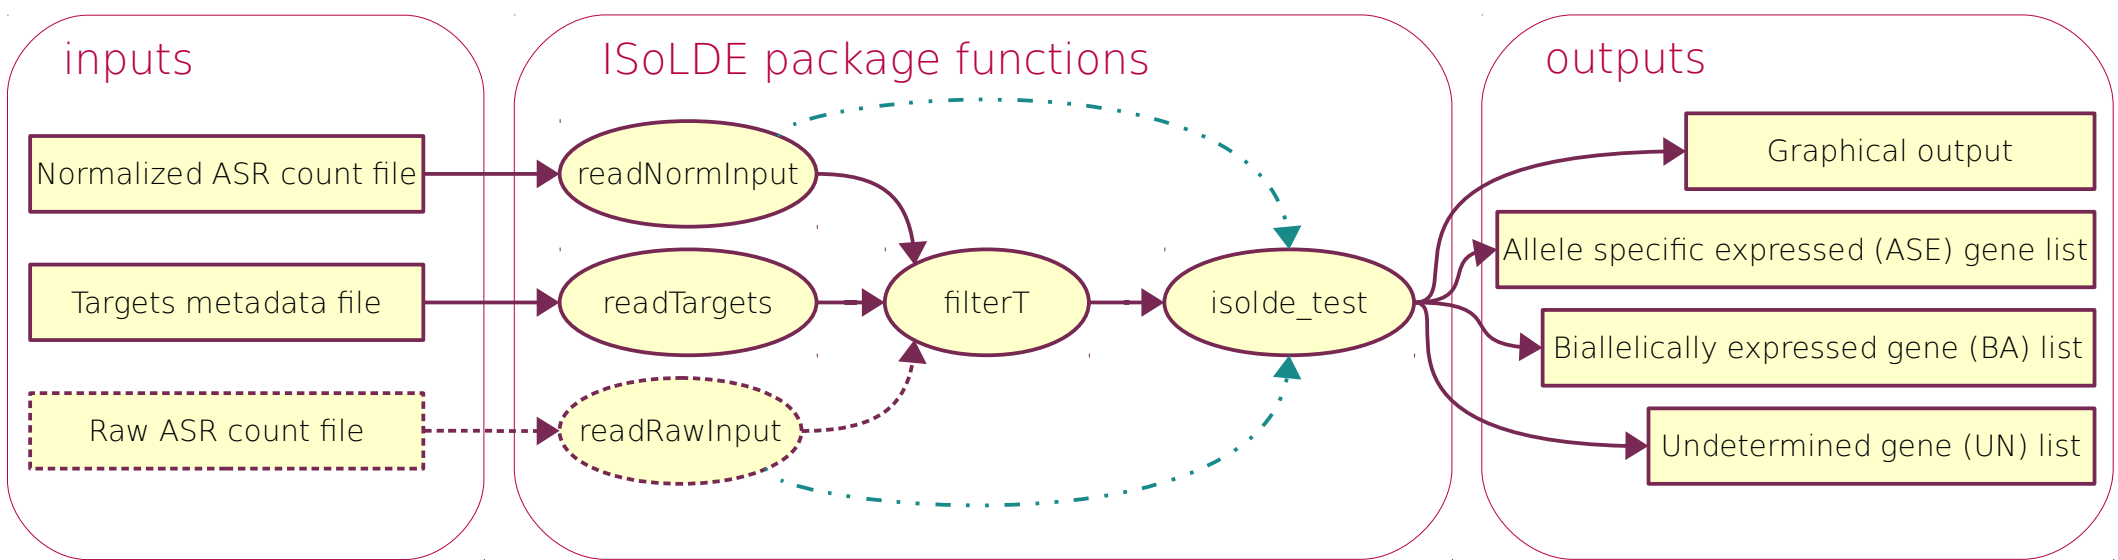 inputs
Normalized ASR count file
Targets metadata file
Raw ASR count file
ISoLDE package functions
readNormInput
readTargets
readRawInput
filterT
isolde_test
outputs
Graphical output
Allele specific expressed (ASE) gene list
Biallelically expressed gene (BA) list
Undetermined gene (UN) list